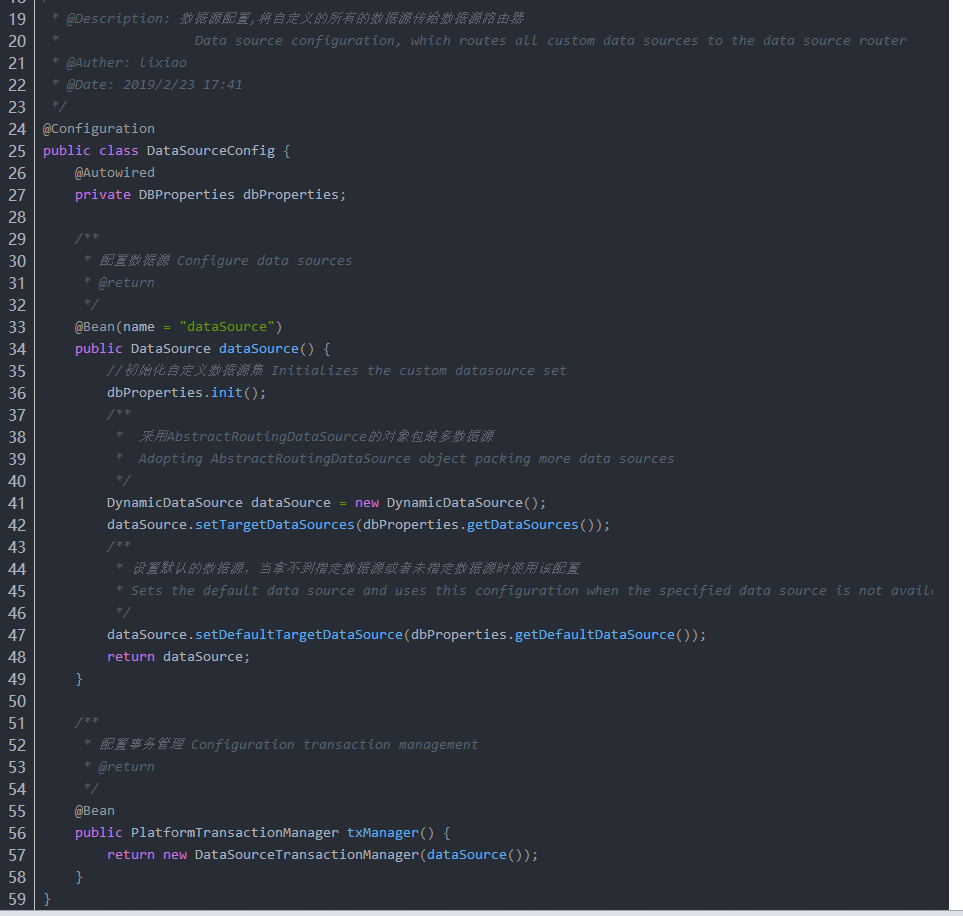 19 * @Description: 数据源配置,将自定义的所有的数据源传给数据源路由器
20 * Data source configuration, which routes all custom data sources to the data source router
21 * @Auther: lixiao
22 * @Date: 2019/2/23 17:41
23 */
24 @Configuration
25 public class DataSourceConfig {
26 @Autowired
27 private DBProperties dbProperties;
28
29 /**
30 * 配置数据源 Configure data sources
31 * @return
32 */
33 @Bean(name = "dataSource")
34 public DataSource dataSource() {
35 //初始化自定义数据源集 Initializes the custom datasource set
36 dbProperties.init();
37 /**
38 * 采用AbstractRoutingDataSource的对象包装多数据源
39 * Adopting AbstractRoutingDataSource object packing more data sources
40 */
41 DynamicDataSource dataSource = new DynamicDataSource();
42 dataSource.setTargetDataSources(dbProperties.getDataSources());
43 /**
44 * 设置默认的数据源，当拿不到指定数据源或者未指定数据源时使用该配置
45 * Sets the default data source and uses this configuration when the specified data source is not
46 */
47 dataSource.setDefaultTargetDataSource(dbProperties.getDefaultDataSource());
48 return dataSource;
49 }
50
51 /**
52 * 配置事务管理 Configuration transaction management
53 * @return
54 */
55 @Bean
56 public PlatformTransactionManager txManager() {
57 return new DataSourceTransactionManager(dataSource());
58 }
59 }